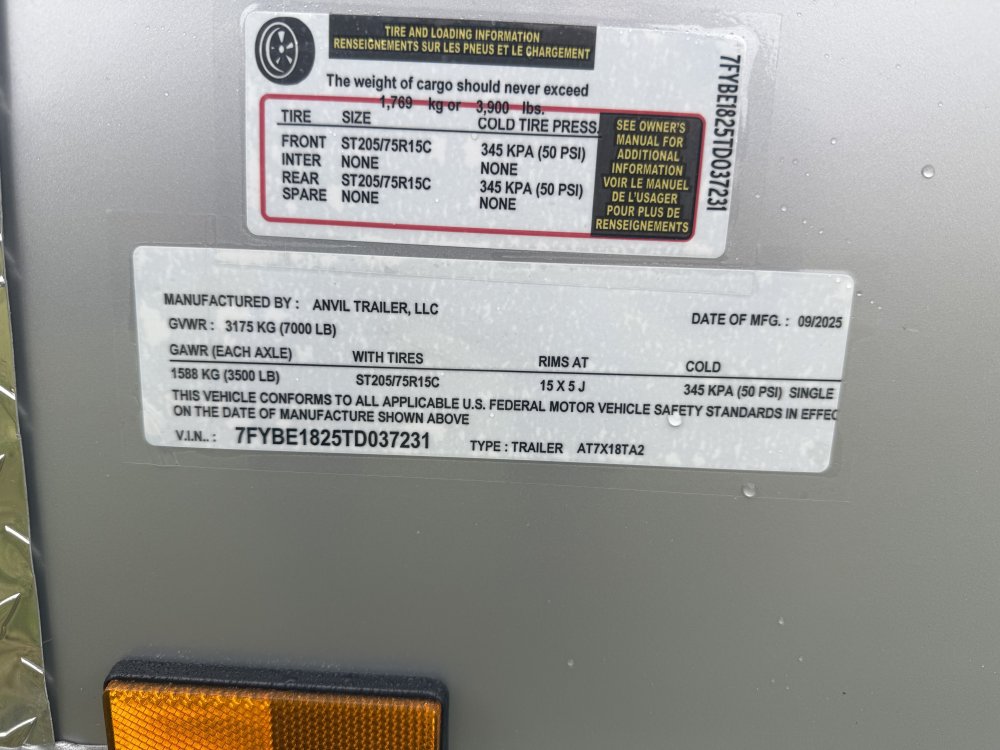 TIRE AND LOADING INFORMATION
RENSEIGNEMENTS SUR LES PNEUS ET LE CHARGEMENT
The weight of cargo should never exceed
1,769 kg or 3,900 lbs.
TIRE SIZE COLD TIRE PRESS.
FRONT ST205/75R15C 345 KPA (50 PSI)
INTER NONE NONE
REAR ST205/75R15C 345 KPA (50 PSI)
SPARE NONE NONE
SEE OWNER'S
MANUAL FOR
ADDITIONAL
INFORMATION
VOIR LE MANUEL
DE L'USAGER
POUR PLUS DE
RENSEIGNEMENTS
7FYBE1825TD037231
MANUFACTURED BY : ANVIL TRAILER, LLC
DATE OF MFG. : 09/2025
GVWR : 3175 KG (7000 LB)
GAWR (EACH AXLE) WITH TIRES RIMS AT COLD
1588 KG (3500 LB) ST205/75R15C 15 X 5 J 345 KPA (50 PSI) SINGLE
THIS VEHICLE CONFORMS TO ALL APPLICABLE U.S. FEDERAL MOTOR VEHICLE SAFETY STANDARDS IN EFFEC
ON THE DATE OF MANUFACTURE SHOWN ABOVE
V.I.N.. : 7FYBE1825TD037231 TYPE : TRAILER AT7X18TA2